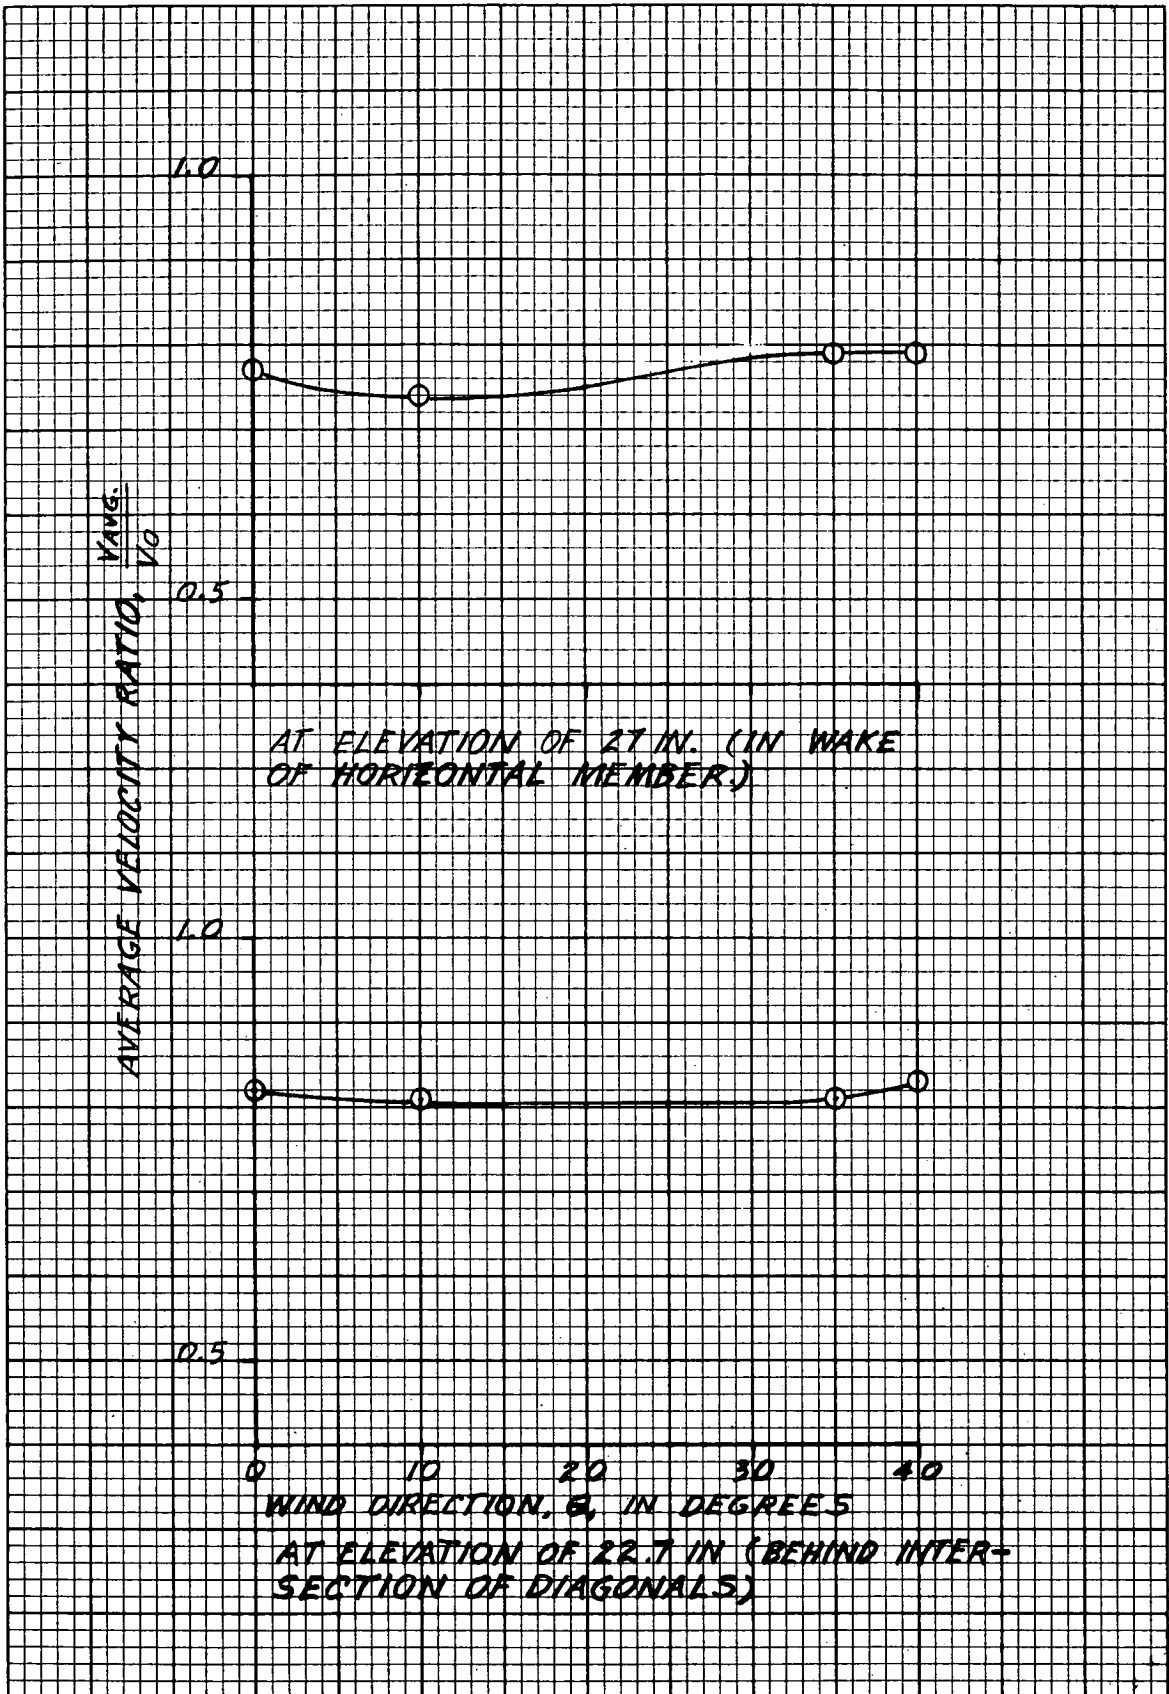 1.0
0.5
AVERAGE VELOCITY RATIO, VAVG.
VO
AT ELEVATION OF 27 IN. (IN WAKE
OF HORIZONTAL MEMBER.)
1.0
0.5
0 10 20 30 40
WIND DIRECTION, θ, IN DEGREES
AT ELEVATION OF 22.7 IN (BEHIND INTER-
SECTION OF DIAGONALS)